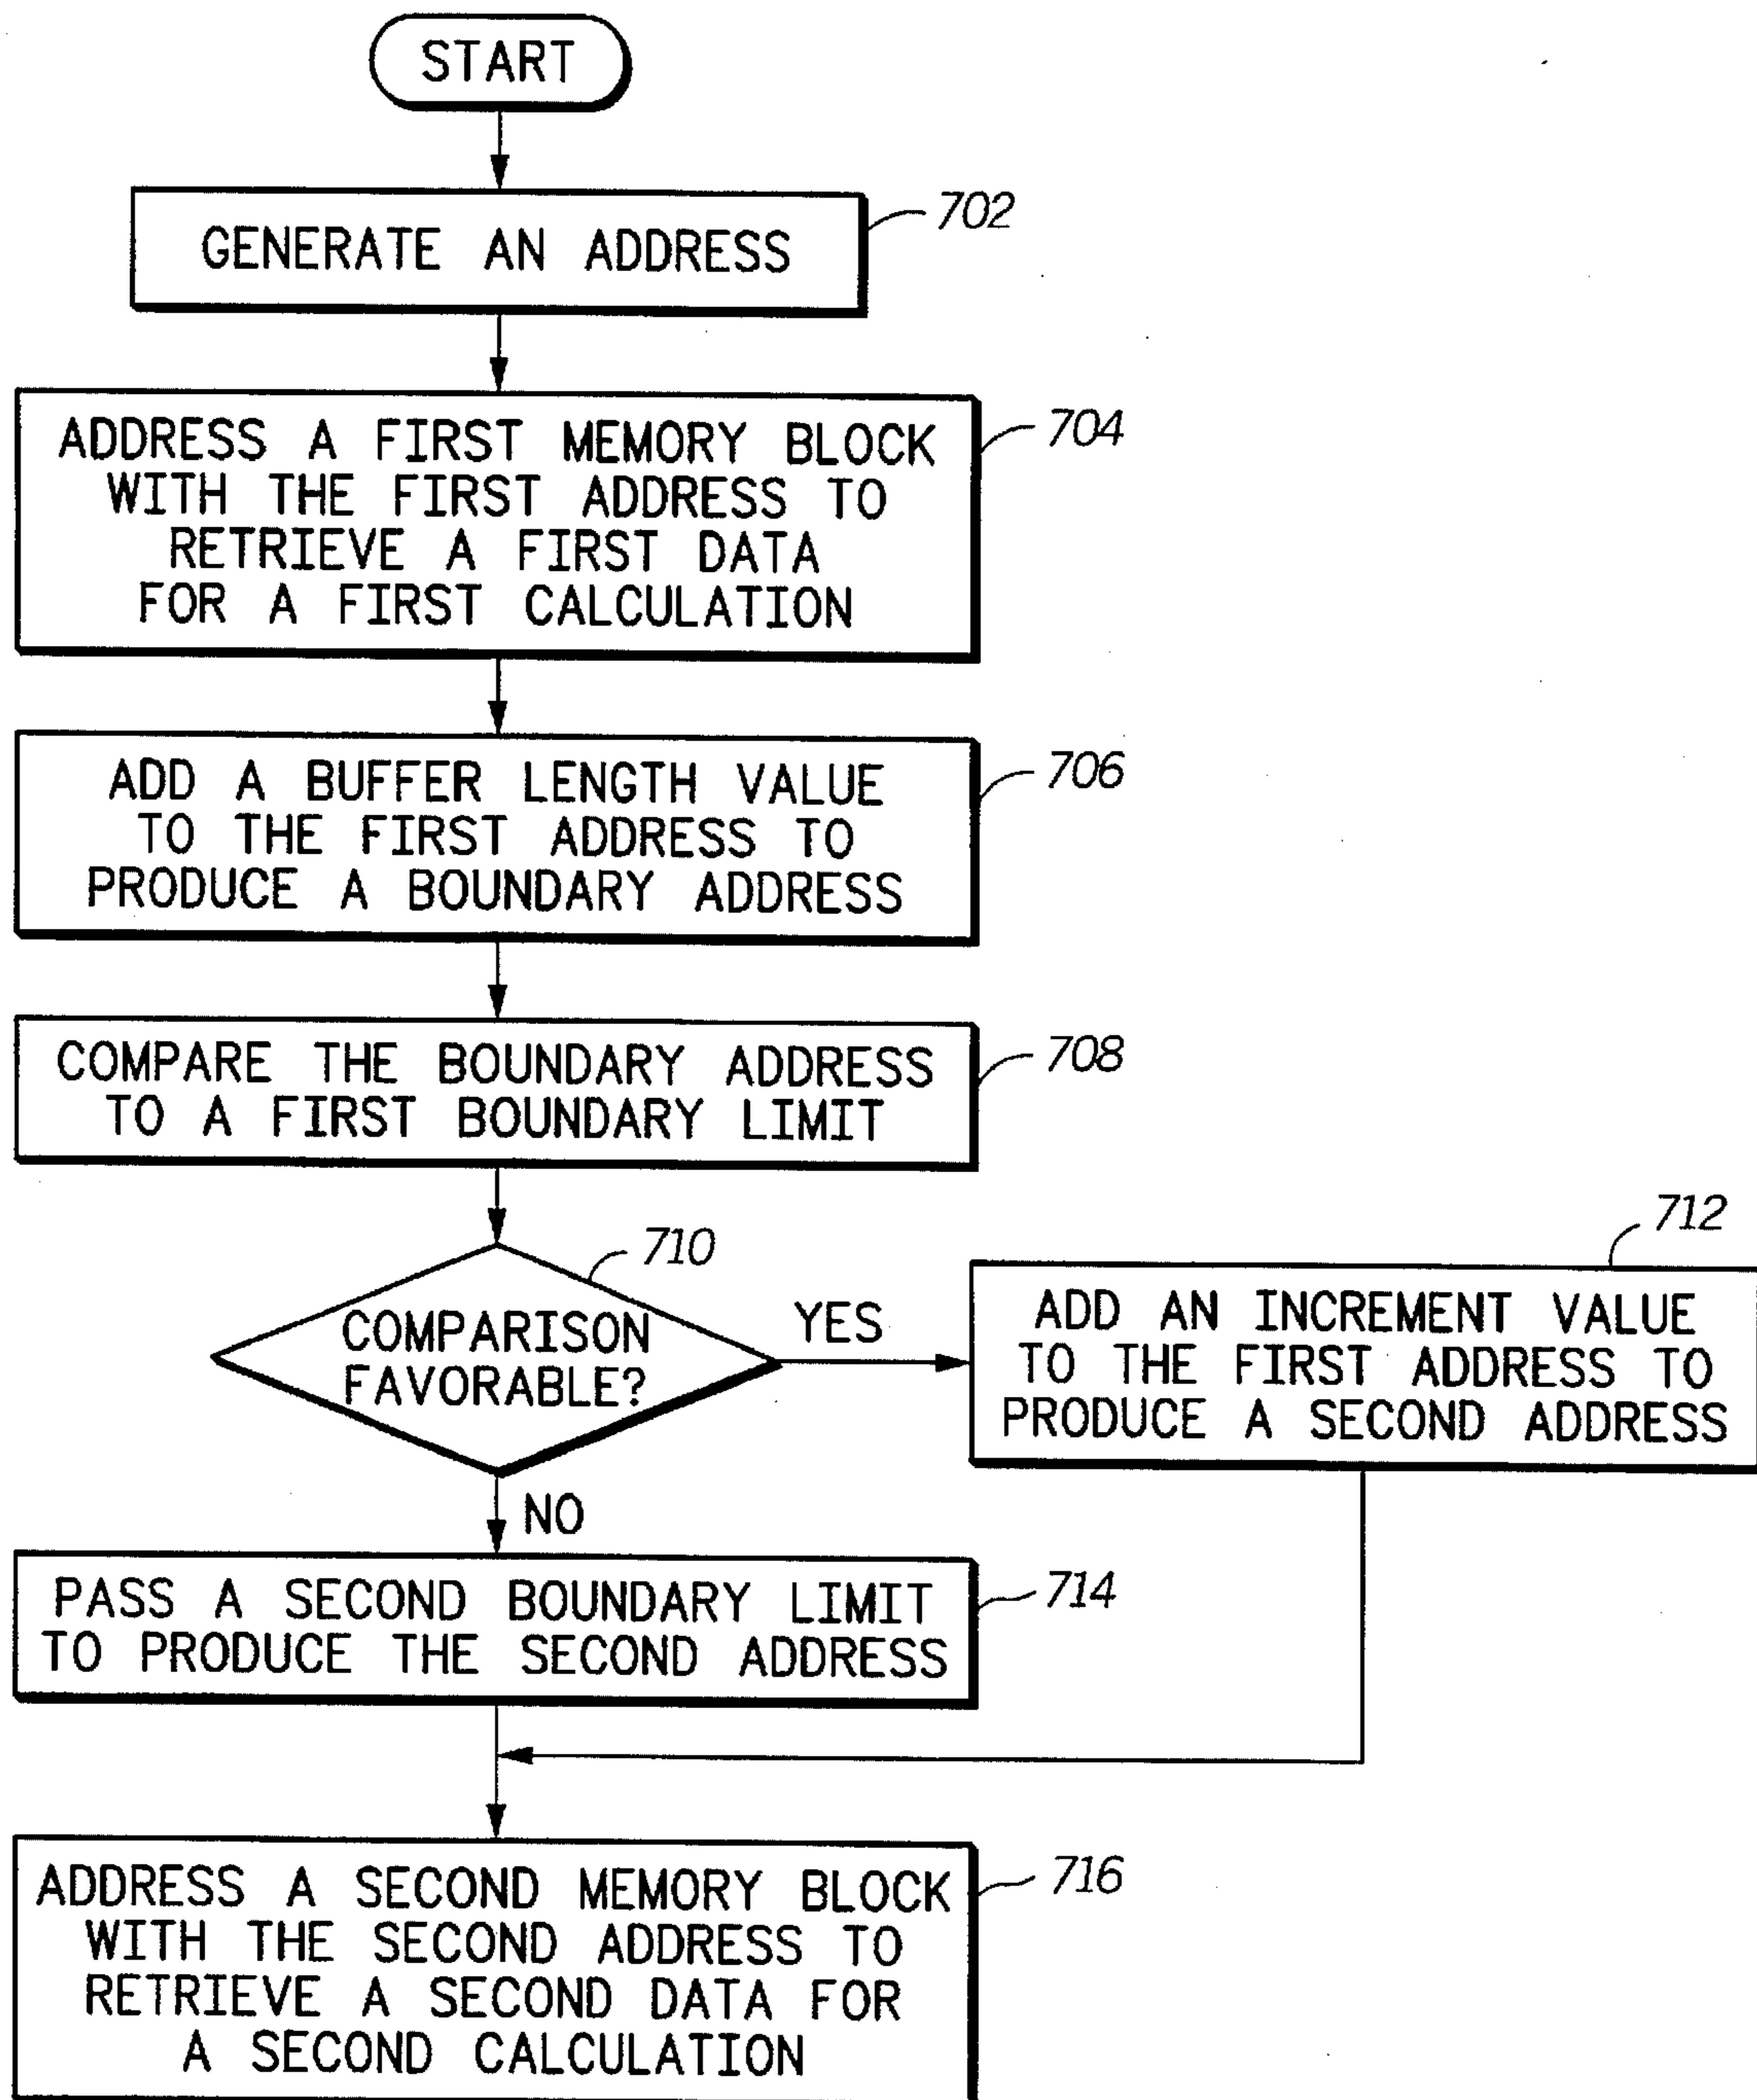 START
702
GENERATE AN ADDRESS
704
ADDRESS A FIRST MEMORY BLOCK
WITH THE FIRST ADDRESS TO
RETRIEVE A FIRST DATA
FOR A FIRST CALCULATION
706
ADD A BUFFER LENGTH VALUE
TO THE FIRST ADDRESS TO
PRODUCE A BOUNDARY ADDRESS
708
COMPARE THE BOUNDARY ADDRESS
TO A FIRST BOUNDARY LIMIT
710
COMPARISON
FAVORABLE?
YES
712
ADD AN INCREMENT VALUE
TO THE FIRST ADDRESS TO
PRODUCE A SECOND ADDRESS
NO
714
PASS A SECOND BOUNDARY LIMIT
TO PRODUCE THE SECOND ADDRESS
716
ADDRESS A SECOND MEMORY BLOCK
WITH THE SECOND ADDRESS TO
RETRIEVE A SECOND DATA FOR
A SECOND CALCULATION